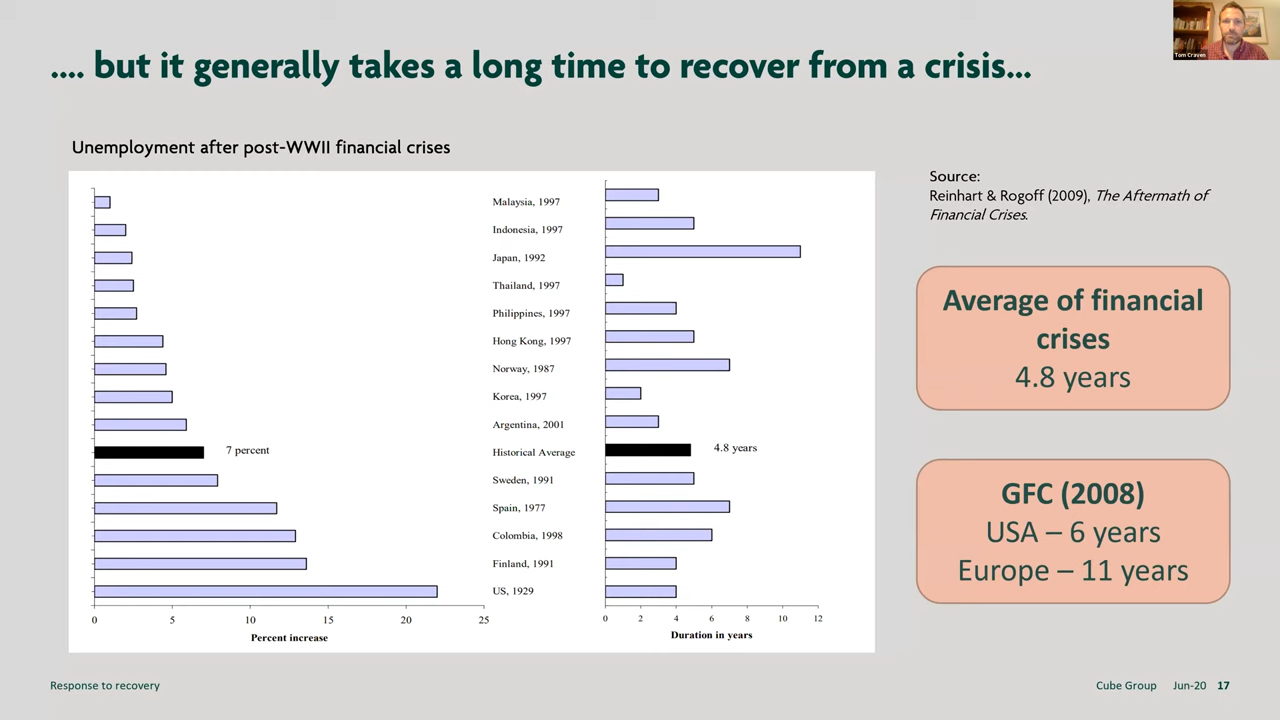 .... but it generally takes a long time to recover from a crisis...
Tom Craven
Unemployment after post-WWII financial crises
Malaysia, 1997
Indonesia, 1997
Japan, 1992
Thailand, 1997
Philippines, 1997
Hong Kong, 1997
Norway, 1987
Korea, 1997
Argentina, 2001
7 percent
Historical Average
4.8 years
Sweden, 1991
Spain, 1977
Colombia, 1998
Finland, 1991
US, 1929
0 5 10 15 20 25
Percent increase
0 2 4 6 8 10 12
Duration in years
Source:
Reinhart & Rogoff (2009), The Aftermath of
Financial Crises.
Average of financial
crises
4.8 years
GFC (2008)
USA – 6 years
Europe – 11 years
Response to recovery
Cube Group Jun-20 17